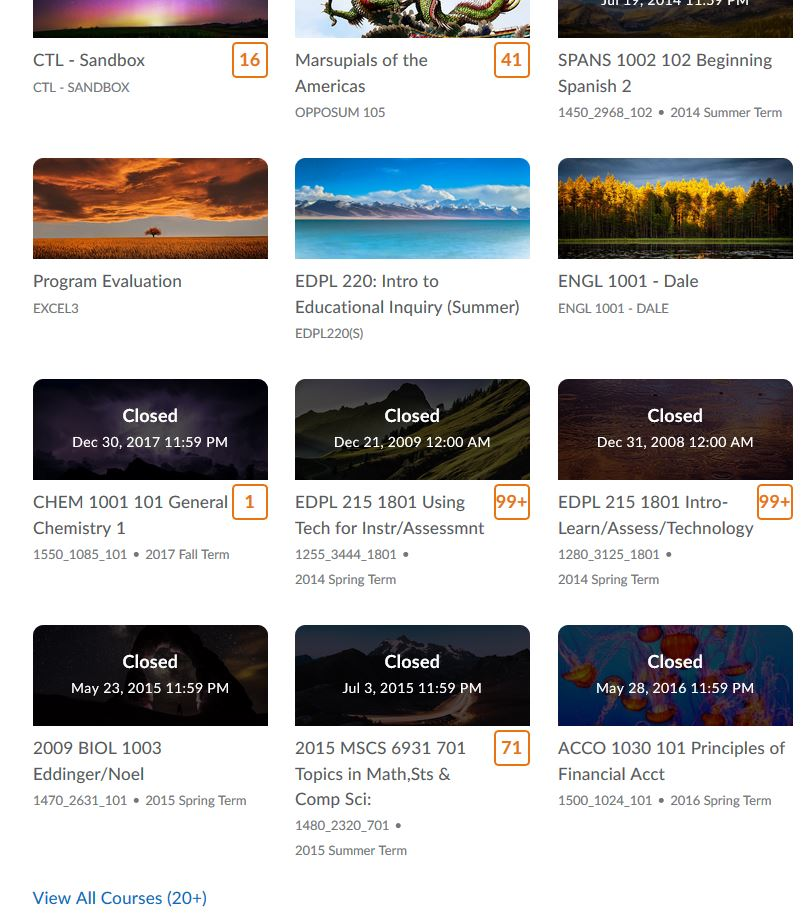 Jul 19, 2014 11:59 PM
CTL - Sandbox
16
CTL - SANDBOX
Marsupials of the
Americas
41
OPPOSUM 105
SPANS 1002 102 Beginning
Spanish 2
1450_2968_102 • 2014 Summer Term
Program Evaluation
EXCEL3
EDPL 220: Intro to
Educational Inquiry (Summer)
EDPL220(S)
ENGL 1001 - Dale
ENGL 1001 - DALE
Closed
Dec 30, 2017 11:59 PM
CHEM 1001 101 General
Chemistry 1
1
1550_1085_101 • 2017 Fall Term
Closed
Dec 21, 2009 12:00 AM
EDPL 215 1801 Using
Tech for Instr/Assessmnt
99+
1255_3444_1801 •
2014 Spring Term
Closed
Dec 31, 2008 12:00 AM
EDPL 215 1801 Intro-
Learn/Assess/Technology
99+
1280_3125_1801 •
2014 Spring Term
Closed
May 23, 2015 11:59 PM
2009 BIOL 1003
Eddinger/Noel
1470_2631_101 • 2015 Spring Term
Closed
Jul 3, 2015 11:59 PM
2015 MSCS 6931 701
Topics in Math,Sts &
Comp Sci:
71
1480_2320_701 •
2015 Summer Term
Closed
May 28, 2016 11:59 PM
ACCO 1030 101 Principles of
Financial Acct
1500_1024_101 • 2016 Spring Term
View All Courses (20+)